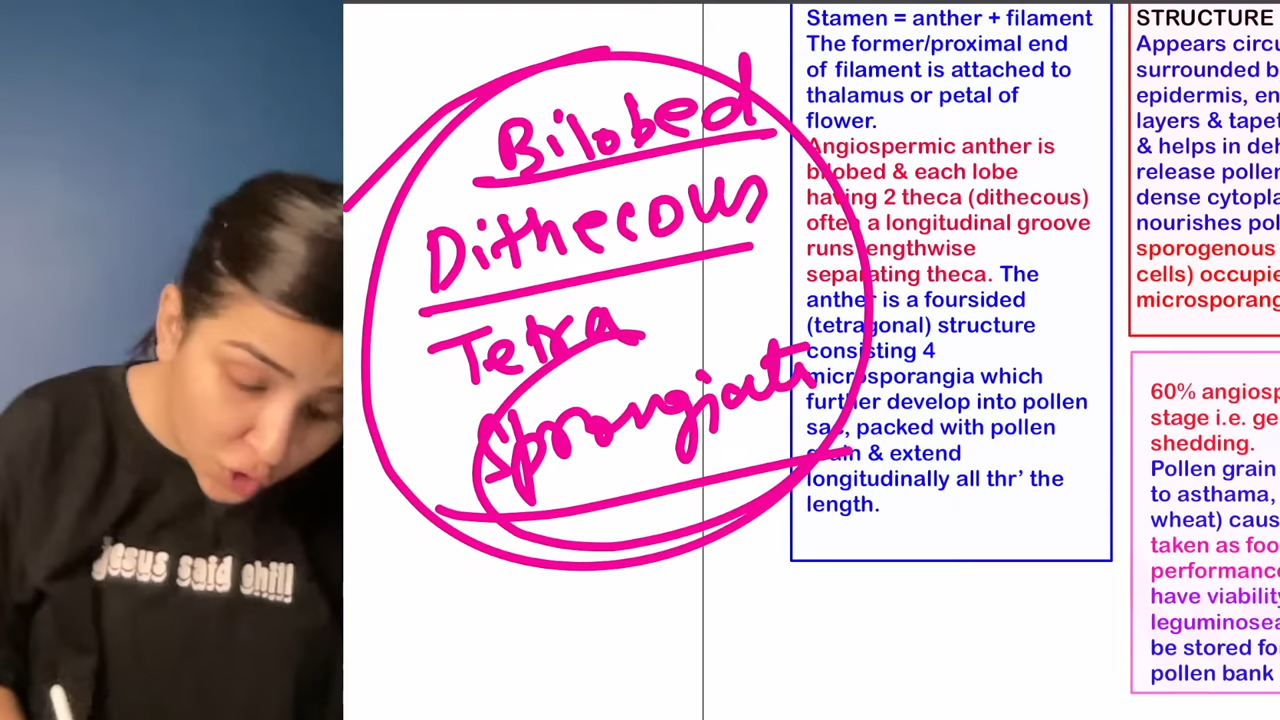 Bilobed
Dithecous
Tetra
jesus said chill
Stamen = anther + filament
The former/proximal end
of filament is attached to
thalamus or petal of
flower.
Angiospermic anther is
bilobed & each lobe
having 2 theca (dithecous)
often a longitudinal groove
runs lengthwise
separating theca. The
anther is a foursided
(tetragonal) structure
consisting 4
microsporangia which
further develop into pollen
sac, packed with pollen
grain & extend
longitudinally all thr' the
length.
STRUCTURE
Appears circu
surrounded b
epidermis, en
layers & tapet
& helps in deh
release pollen
dense cytopla
nourishes pol
sporogenous
cells) occupie
microsporang
60% angiosp
stage i.e. ge
shedding.
Pollen grain
to asthama,
wheat) caus
taken as foo
performance
have viability
leguminosea
be stored for
pollen bank